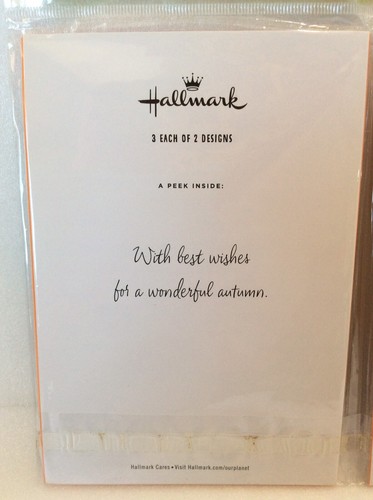 Hallmark
3 EACH OF 2 DESIGNS
A PEEK INSIDE:
With best wishes
for a wonderful autumn.
Hallmark Cares • Visit Hallmark.com/ourplanet